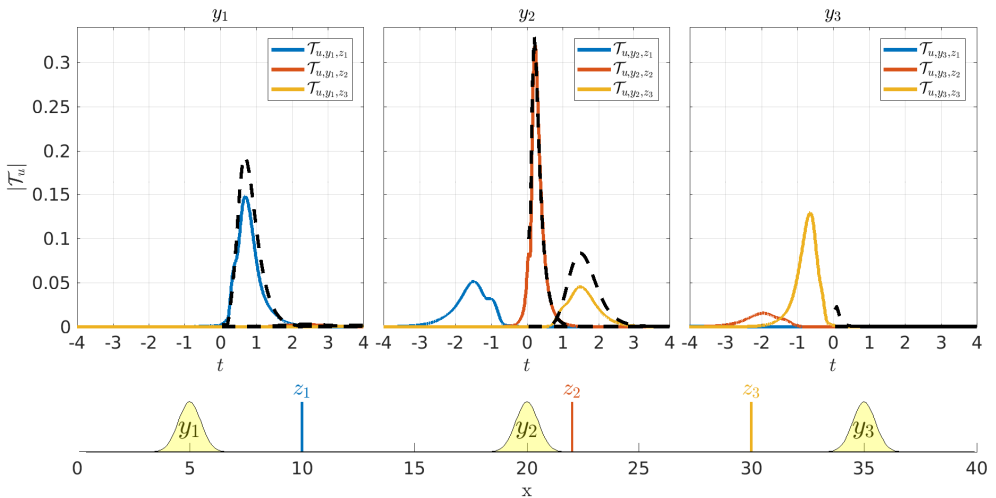 y₁ y₂ y₃
𝒯u,y₁,z₁ 𝒯u,y₂,z₁ 𝒯u,y₃,z₁
𝒯u,y₁,z₂ 𝒯u,y₂,z₂ 𝒯u,y₃,z₂
𝒯u,y₁,z₃ 𝒯u,y₂,z₃ 𝒯u,y₃,z₃
0.3
0.25
0.2
0.15
0.1
0.05
0
|𝒯u|
-4 -3 -2 -1 0 1 2 3 4 -4 -3 -2 -1 0 1 2 3 4 -4 -3 -2 -1 0 1 2 3 4
t t t
z₁ z₂ z₃
y₁ y₂ y₃
0 5 10 15 20 25 30 35 40
x